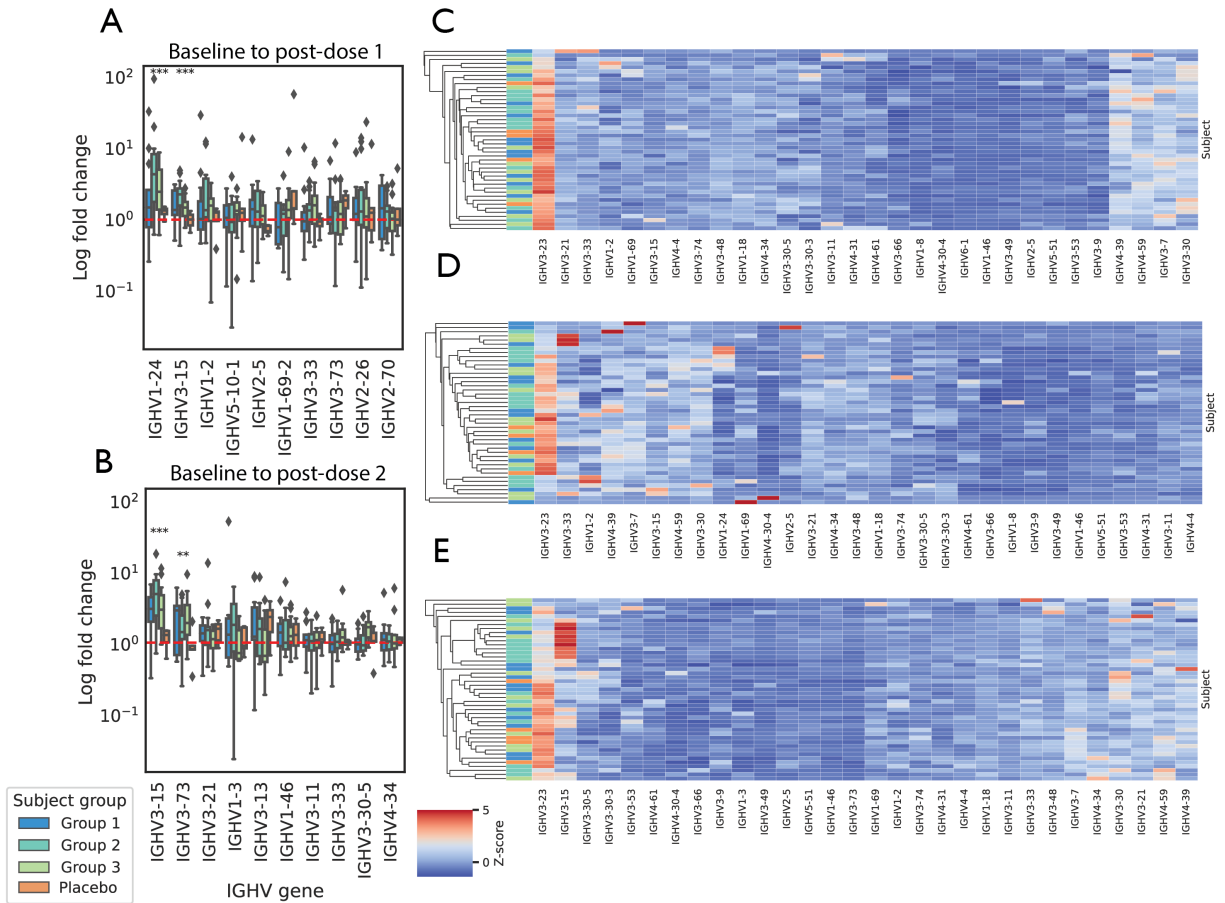 A
Baseline to post-dose 1
10²
10¹
10⁰
10⁻¹
Log fold change
*** ***
IGHV1-24
IGHV3-15
IGHV1-2
IGHV5-10-1
IGHV2-5
IGHV1-69-2
IGHV3-33
IGHV3-73
IGHV2-26
IGHV2-70
B
Baseline to post-dose 2
10²
10¹
10⁰
10⁻¹
Log fold change
***
**
IGHV3-15
IGHV3-73
IGHV3-21
IGHV1-3
IGHV3-13
IGHV1-46
IGHV3-11
IGHV3-33
IGHV3-30-5
IGHV4-34
IGHV gene
Subject group
Group 1
Group 2
Group 3
Placebo
C
Subject
IGHV3-23
IGHV3-21
IGHV3-33
IGHV1-2
IGHV1-69
IGHV3-15
IGHV4-4
IGHV3-74
IGHV3-48
IGHV1-18
IGHV4-34
IGHV3-30-5
IGHV3-30-3
IGHV3-11
IGHV4-31
IGHV4-61
IGHV3-66
IGHV1-8
IGHV4-30-4
IGHV6-1
IGHV1-46
IGHV3-49
IGHV2-5
IGHV5-51
IGHV3-53
IGHV3-9
IGHV4-39
IGHV4-59
IGHV3-7
IGHV3-30
D
Subject
IGHV3-23
IGHV3-33
IGHV1-2
IGHV4-39
IGHV3-7
IGHV3-15
IGHV4-59
IGHV3-30
IGHV1-24
IGHV1-69
IGHV4-30-4
IGHV2-5
IGHV3-21
IGHV4-34
IGHV3-48
IGHV1-18
IGHV3-74
IGHV3-30-5
IGHV3-30-3
IGHV4-61
IGHV3-66
IGHV1-8
IGHV3-9
IGHV3-49
IGHV1-46
IGHV5-51
IGHV3-53
IGHV4-31
IGHV3-11
IGHV4-4
E
Subject
IGHV3-23
IGHV3-15
IGHV3-30-5
IGHV3-30-3
IGHV3-53
IGHV4-61
IGHV4-30-4
IGHV3-66
IGHV3-9
IGHV1-3
IGHV3-49
IGHV2-5
IGHV5-51
IGHV1-46
IGHV3-73
IGHV1-69
IGHV1-2
IGHV3-74
IGHV4-31
IGHV4-4
IGHV1-18
IGHV3-11
IGHV3-33
IGHV3-48
IGHV3-7
IGHV4-34
IGHV3-30
IGHV3-21
IGHV4-59
IGHV4-39
5
0
Z-score